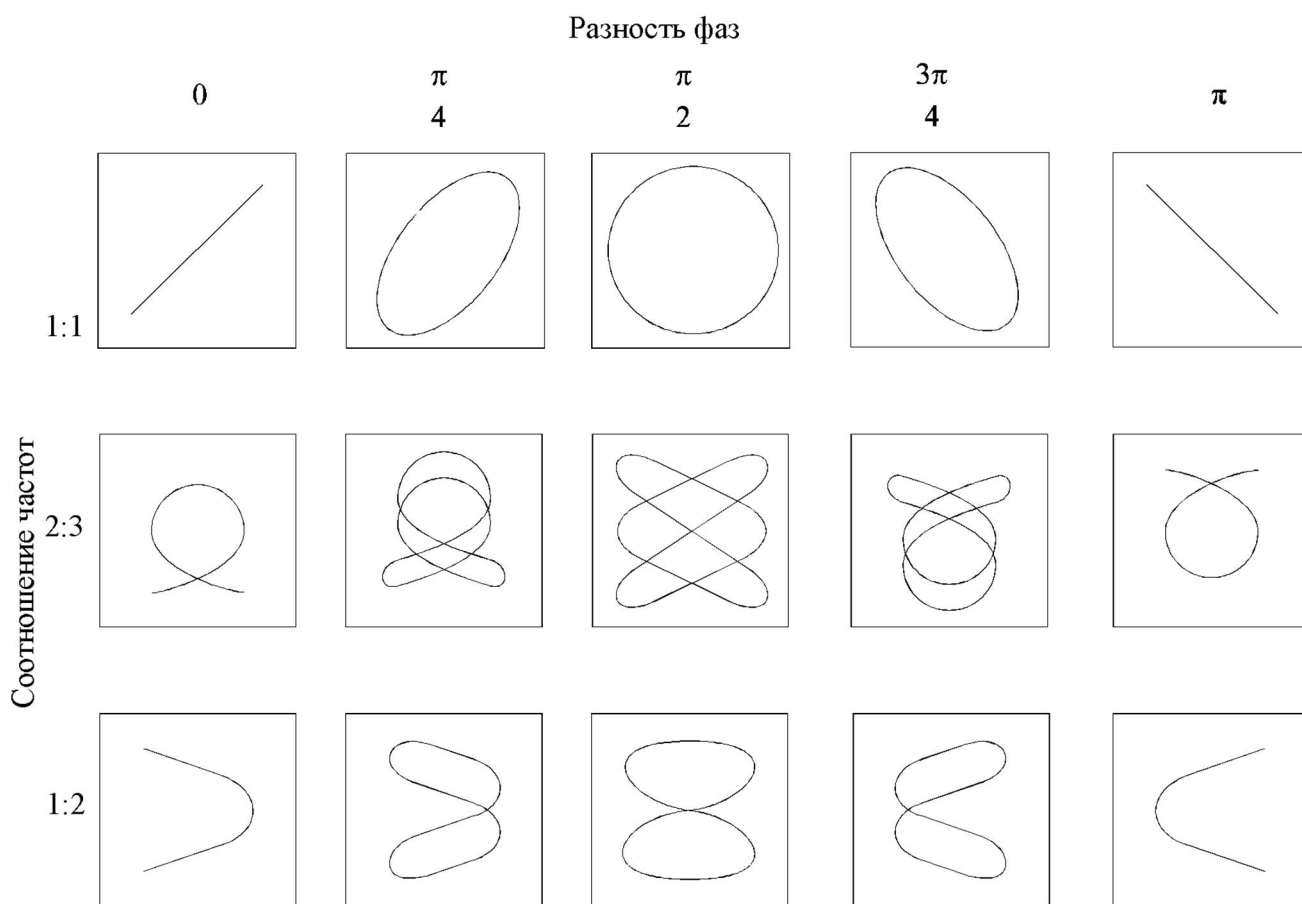 Разность фаз
0 π π 3π π
4 2 4
1:1
Соотношение частот
2:3
1:2